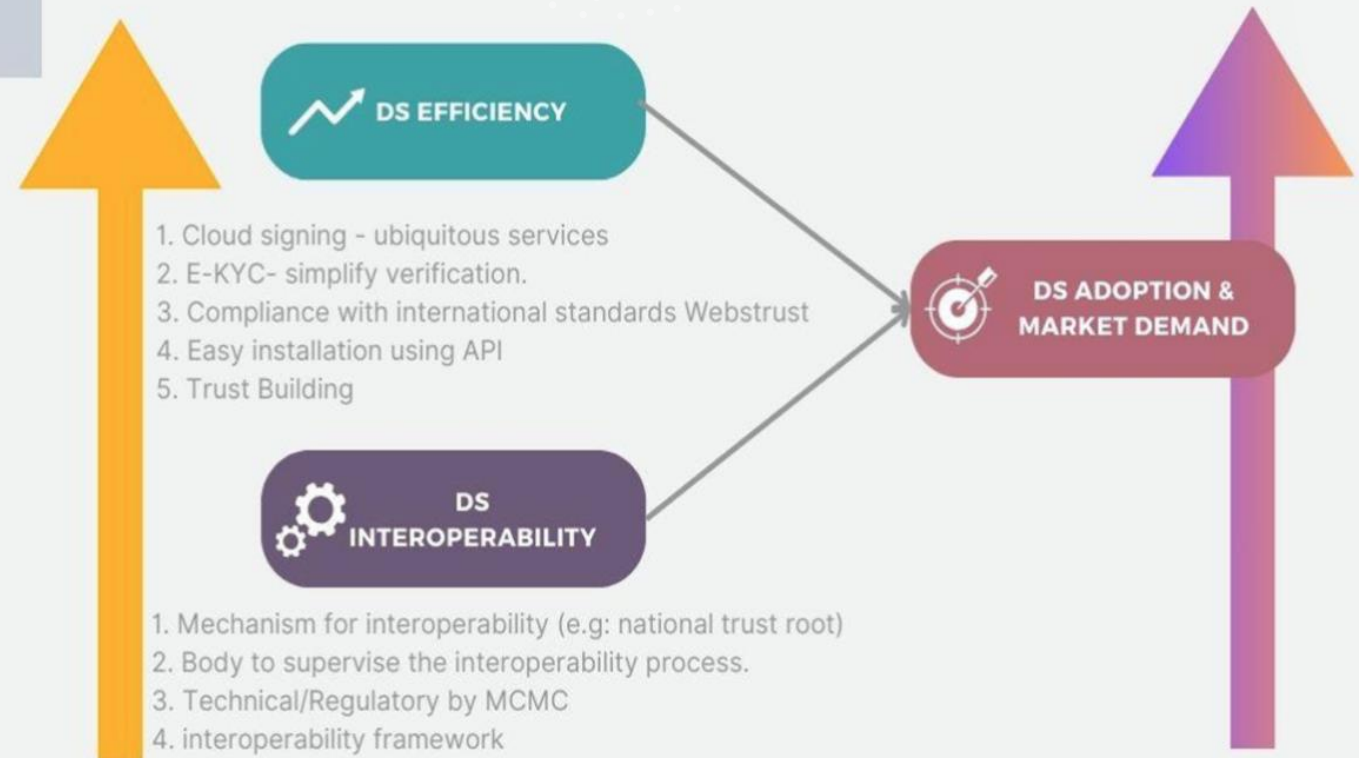 DS EFFICIENCY
1. Cloud signing - ubiquitous services
2. E-KYC- simplify verification.
3. Compliance with international standards Webstrust
4. Easy installation using API
5. Trust Building
DS ADOPTION &
MARKET DEMAND
DS
INTEROPERABILITY
1. Mechanism for interoperability (e.g: national trust root)
2. Body to supervise the interoperability process.
3. Technical/Regulatory by MCMC
4. interoperability framework